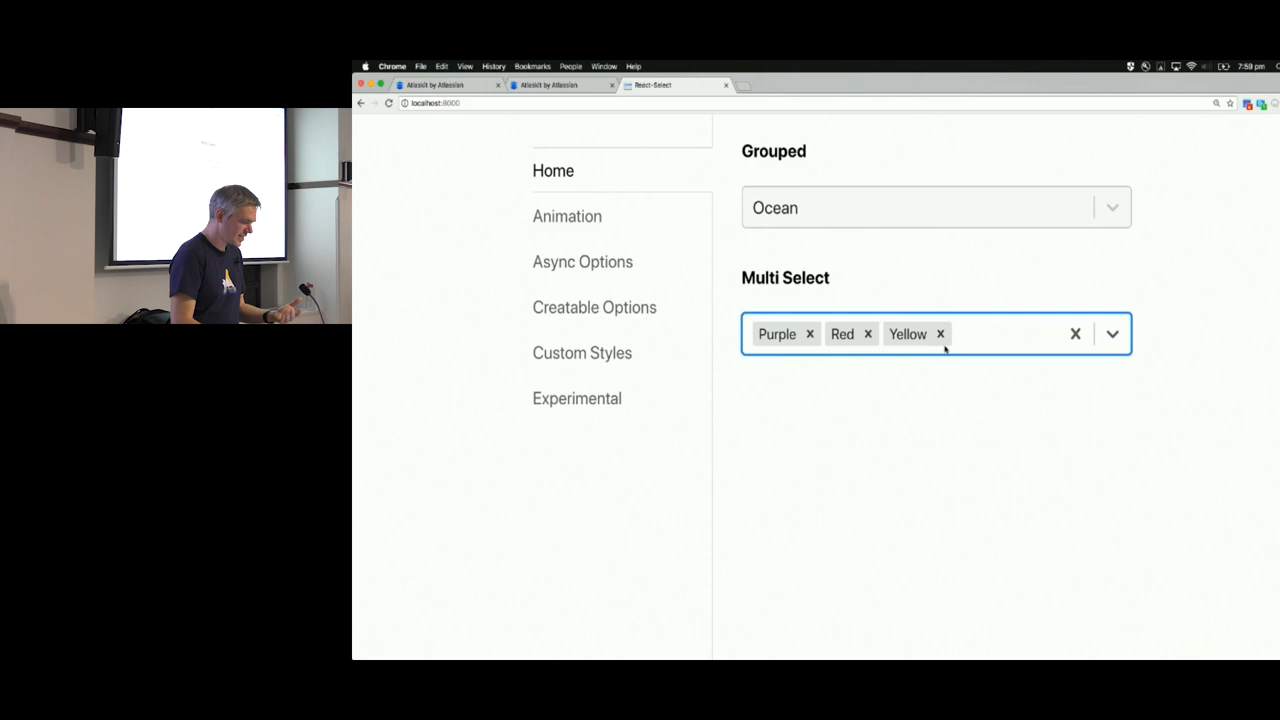 Chrome File Edit View History Bookmarks People Window Help 7:59 pm
Atlaskit by Atlassian Atlaskit by Atlassian React-Select
localhost:8000
Grouped
Home
Ocean
Animation
Async Options
Multi Select
Creatable Options
Purple Red Yellow
Custom Styles
Experimental